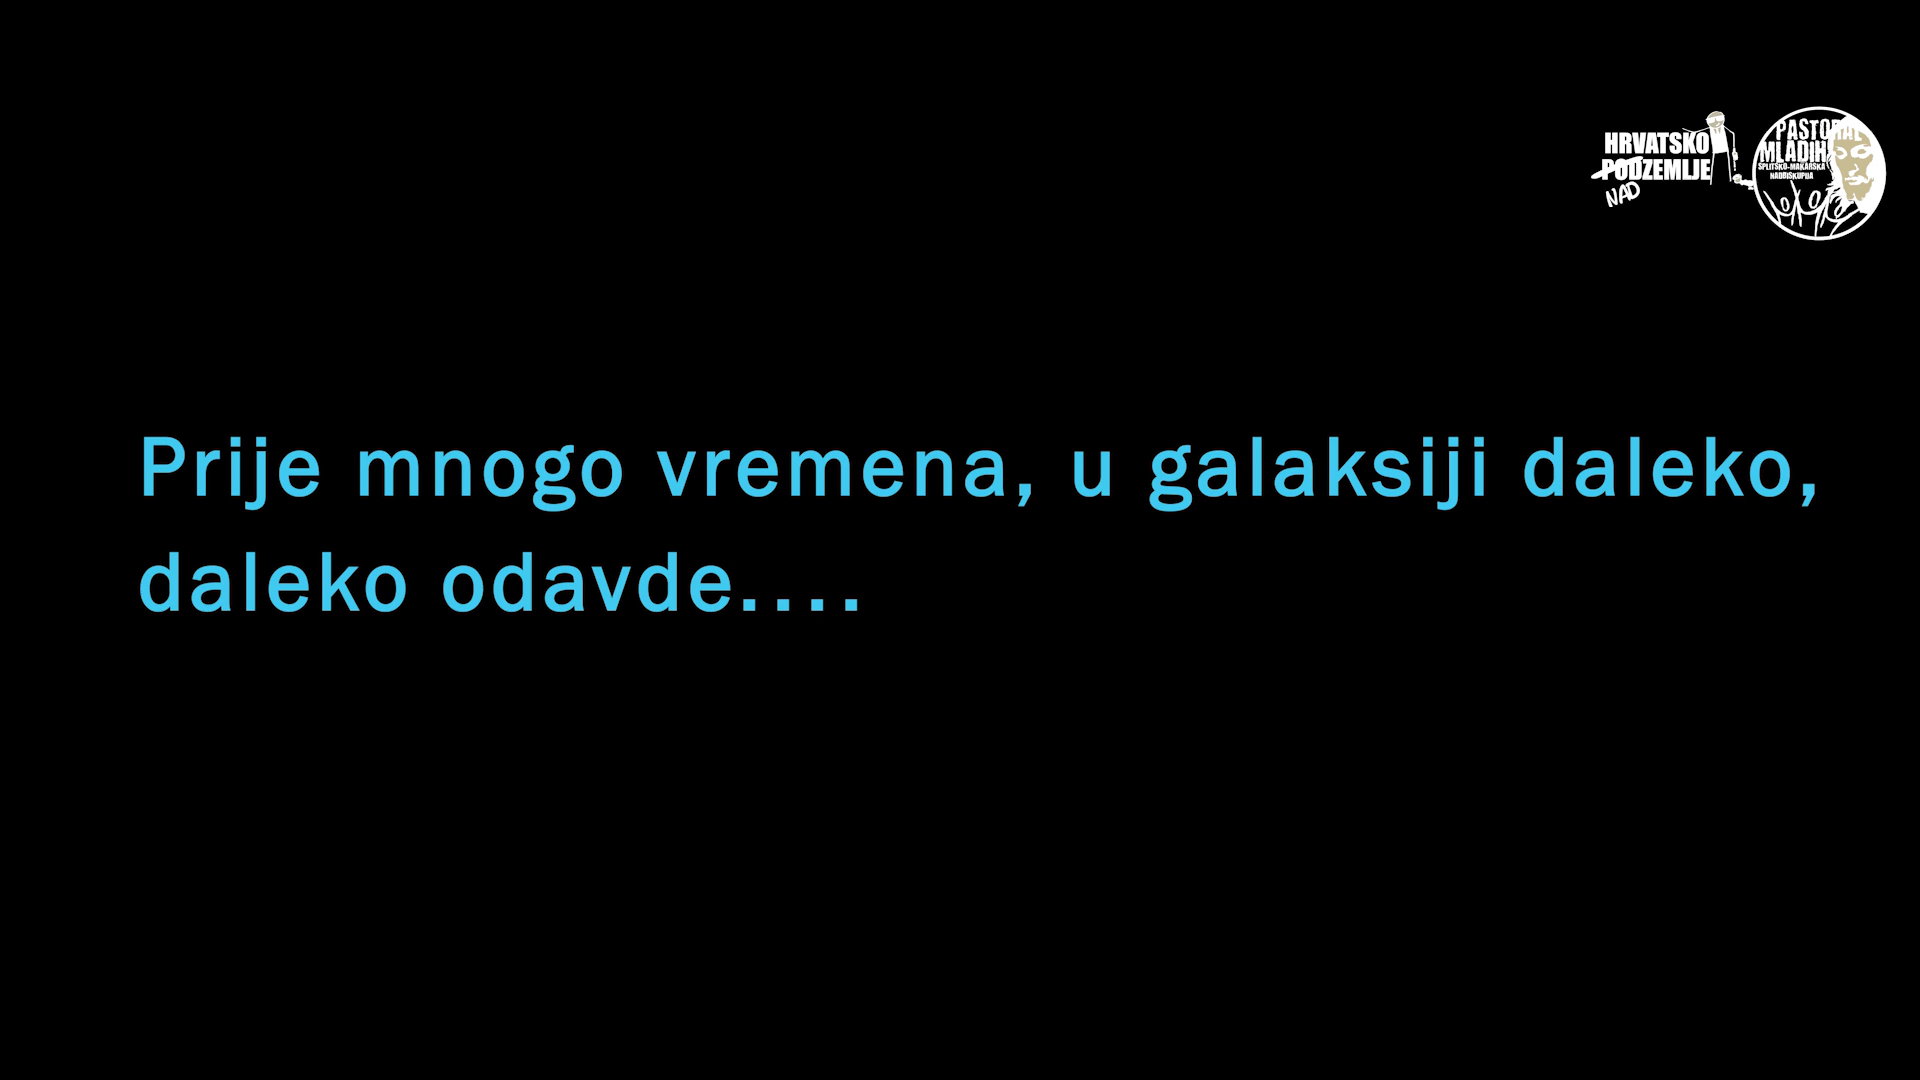 HRVATSKO
PODZEMLJE
NAD
PASTORAL
MLADIH
SPLITSKO-MAKARSKA
NADBISKUPIJA
Prije mnogo vremena, u galaksiji daleko,
daleko odavde....